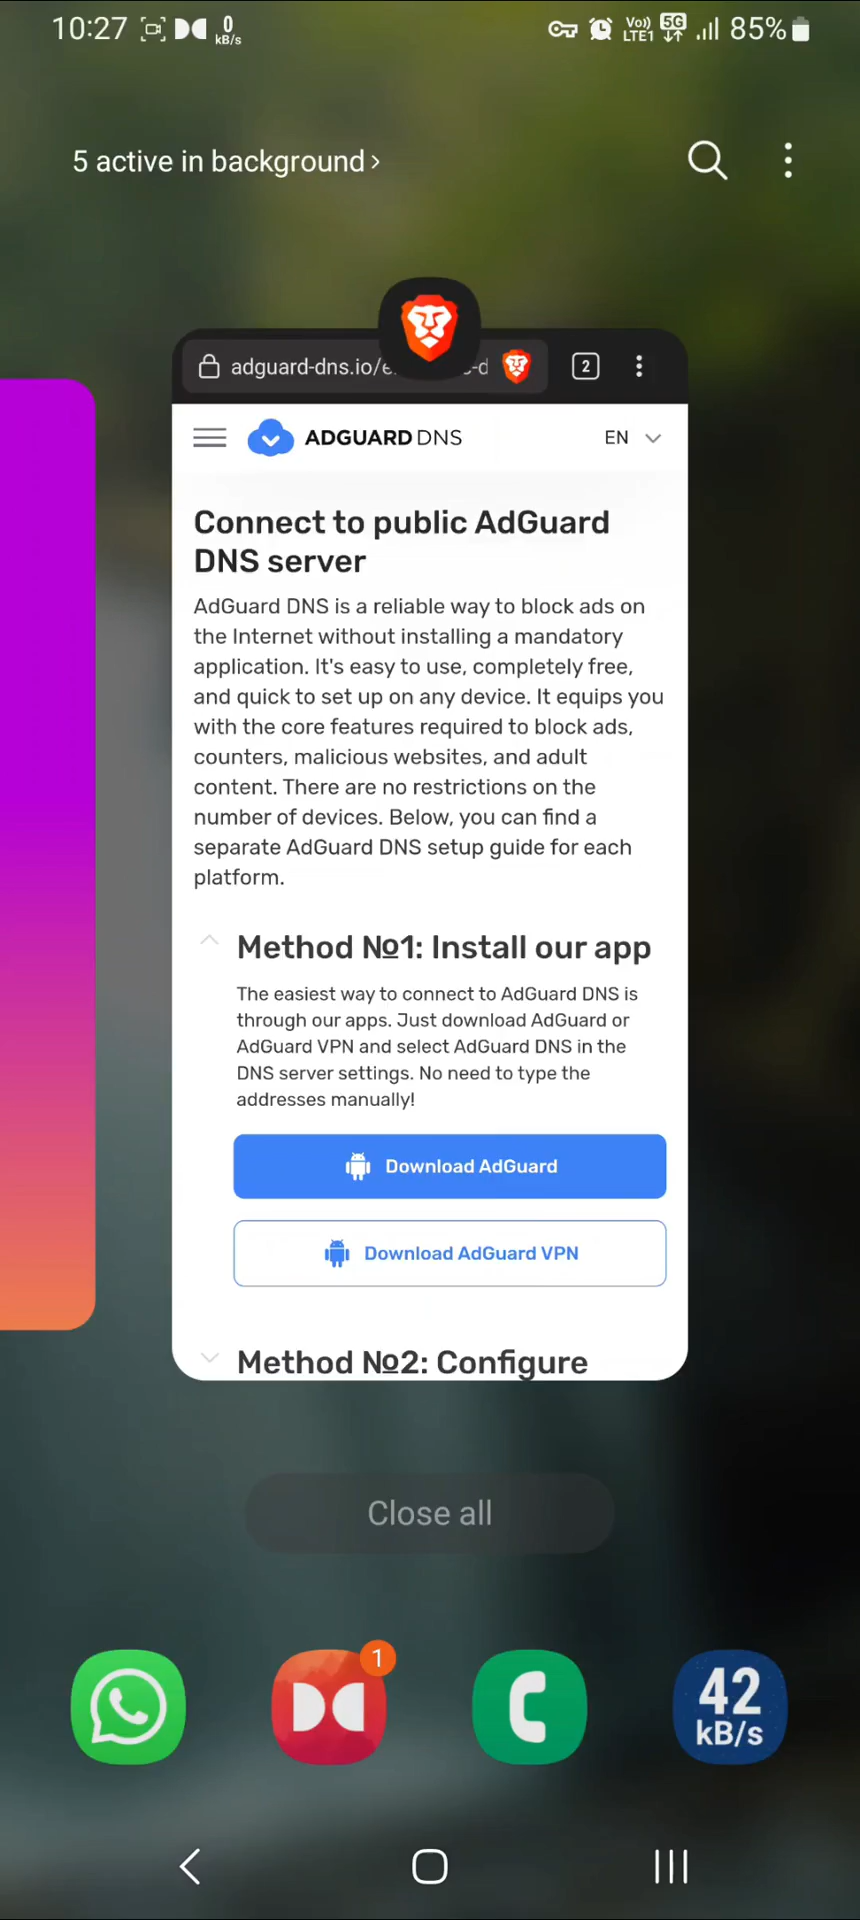 10:27 0 kB/s Vo)) LTE1 5G 85%
5 active in background >
adguard-dns.io/e -d 2
ADGUARD DNS EN
Connect to public AdGuard
DNS server
AdGuard DNS is a reliable way to block ads on
the Internet without installing a mandatory
application. It's easy to use, completely free,
and quick to set up on any device. It equips you
with the core features required to block ads,
counters, malicious websites, and adult
content. There are no restrictions on the
number of devices. Below, you can find a
separate AdGuard DNS setup guide for each
platform.
Method №1: Install our app
The easiest way to connect to AdGuard DNS is
through our apps. Just download AdGuard or
AdGuard VPN and select AdGuard DNS in the
DNS server settings. No need to type the
addresses manually!
Download AdGuard
Download AdGuard VPN
Method №2: Configure
Close all
1
42
kB/s